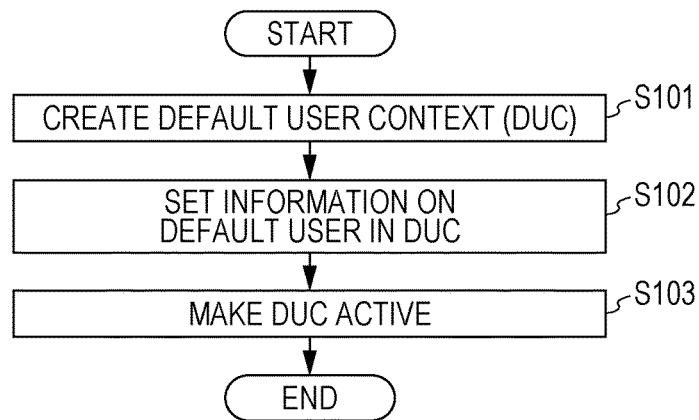 START
CREATE DEFAULT USER CONTEXT (DUC)
S101
SET INFORMATION ON
DEFAULT USER IN DUC
S102
MAKE DUC ACTIVE
S103
END